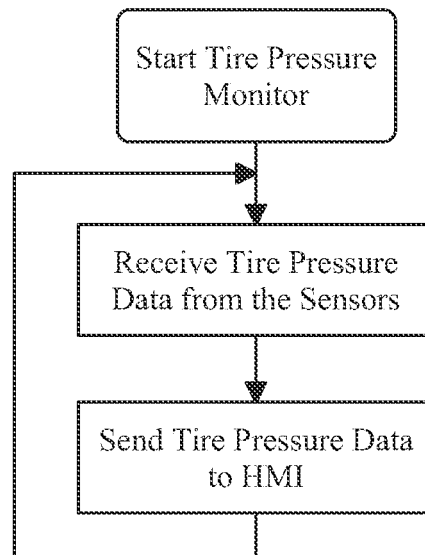 Start Tire Pressure
Monitor
Receive Tire Pressure
Data from the Sensors
Send Tire Pressure Data
to HMI